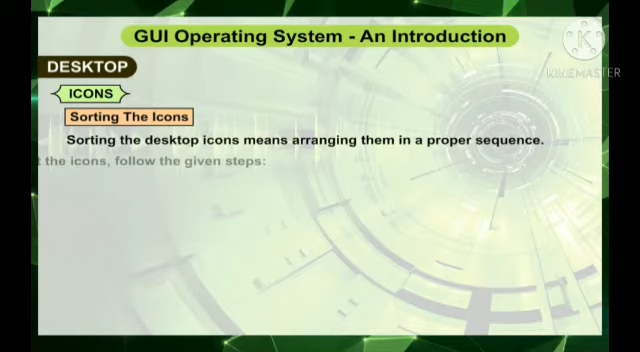 GUI Operating System - An Introduction
KINEMASTER
DESKTOP
ICONS
Sorting The Icons
Sorting the desktop icons means arranging them in a proper sequence.
t the icons, follow the given steps: